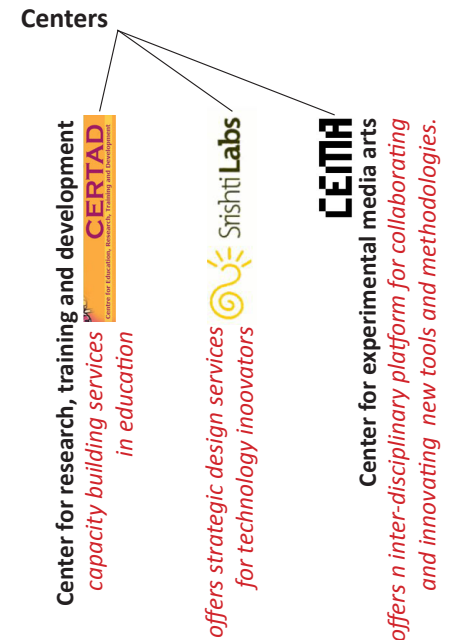 Centers
Center for research, training and development
CERTAD
Centre for Education, Research, Training and Development
capacity building services
in education
Srishti Labs
offers strategic design services
for technology inoovators
CEMA
Center for experimental media arts
offers n inter-disciplinary platform for collaborating
and innovating new tools and methodologies.